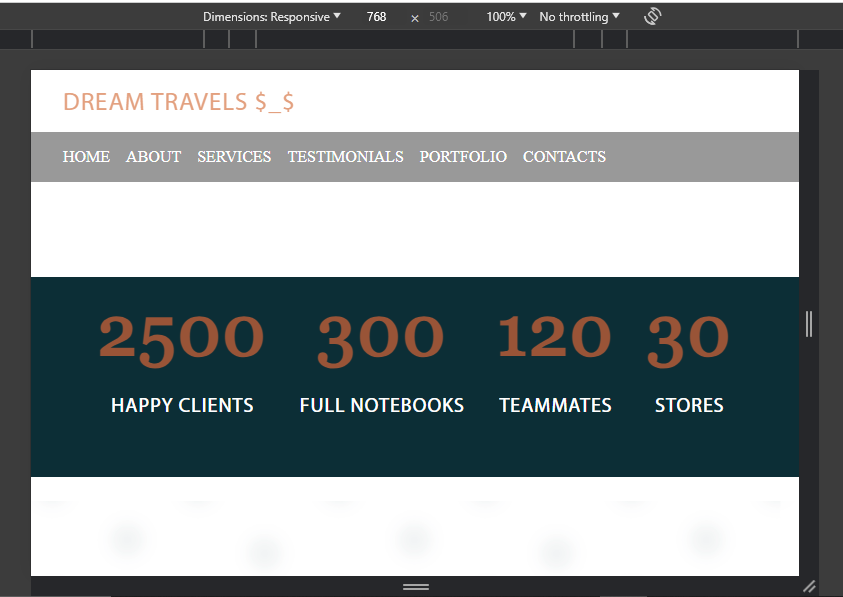 Dimensions: Responsive 768 × 506 100% No throttling
DREAM TRAVELS $_$
HOME ABOUT SERVICES TESTIMONIALS PORTFOLIO CONTACTS
2500 300 120 30
HAPPY CLIENTS FULL NOTEBOOKS TEAMMATES STORES